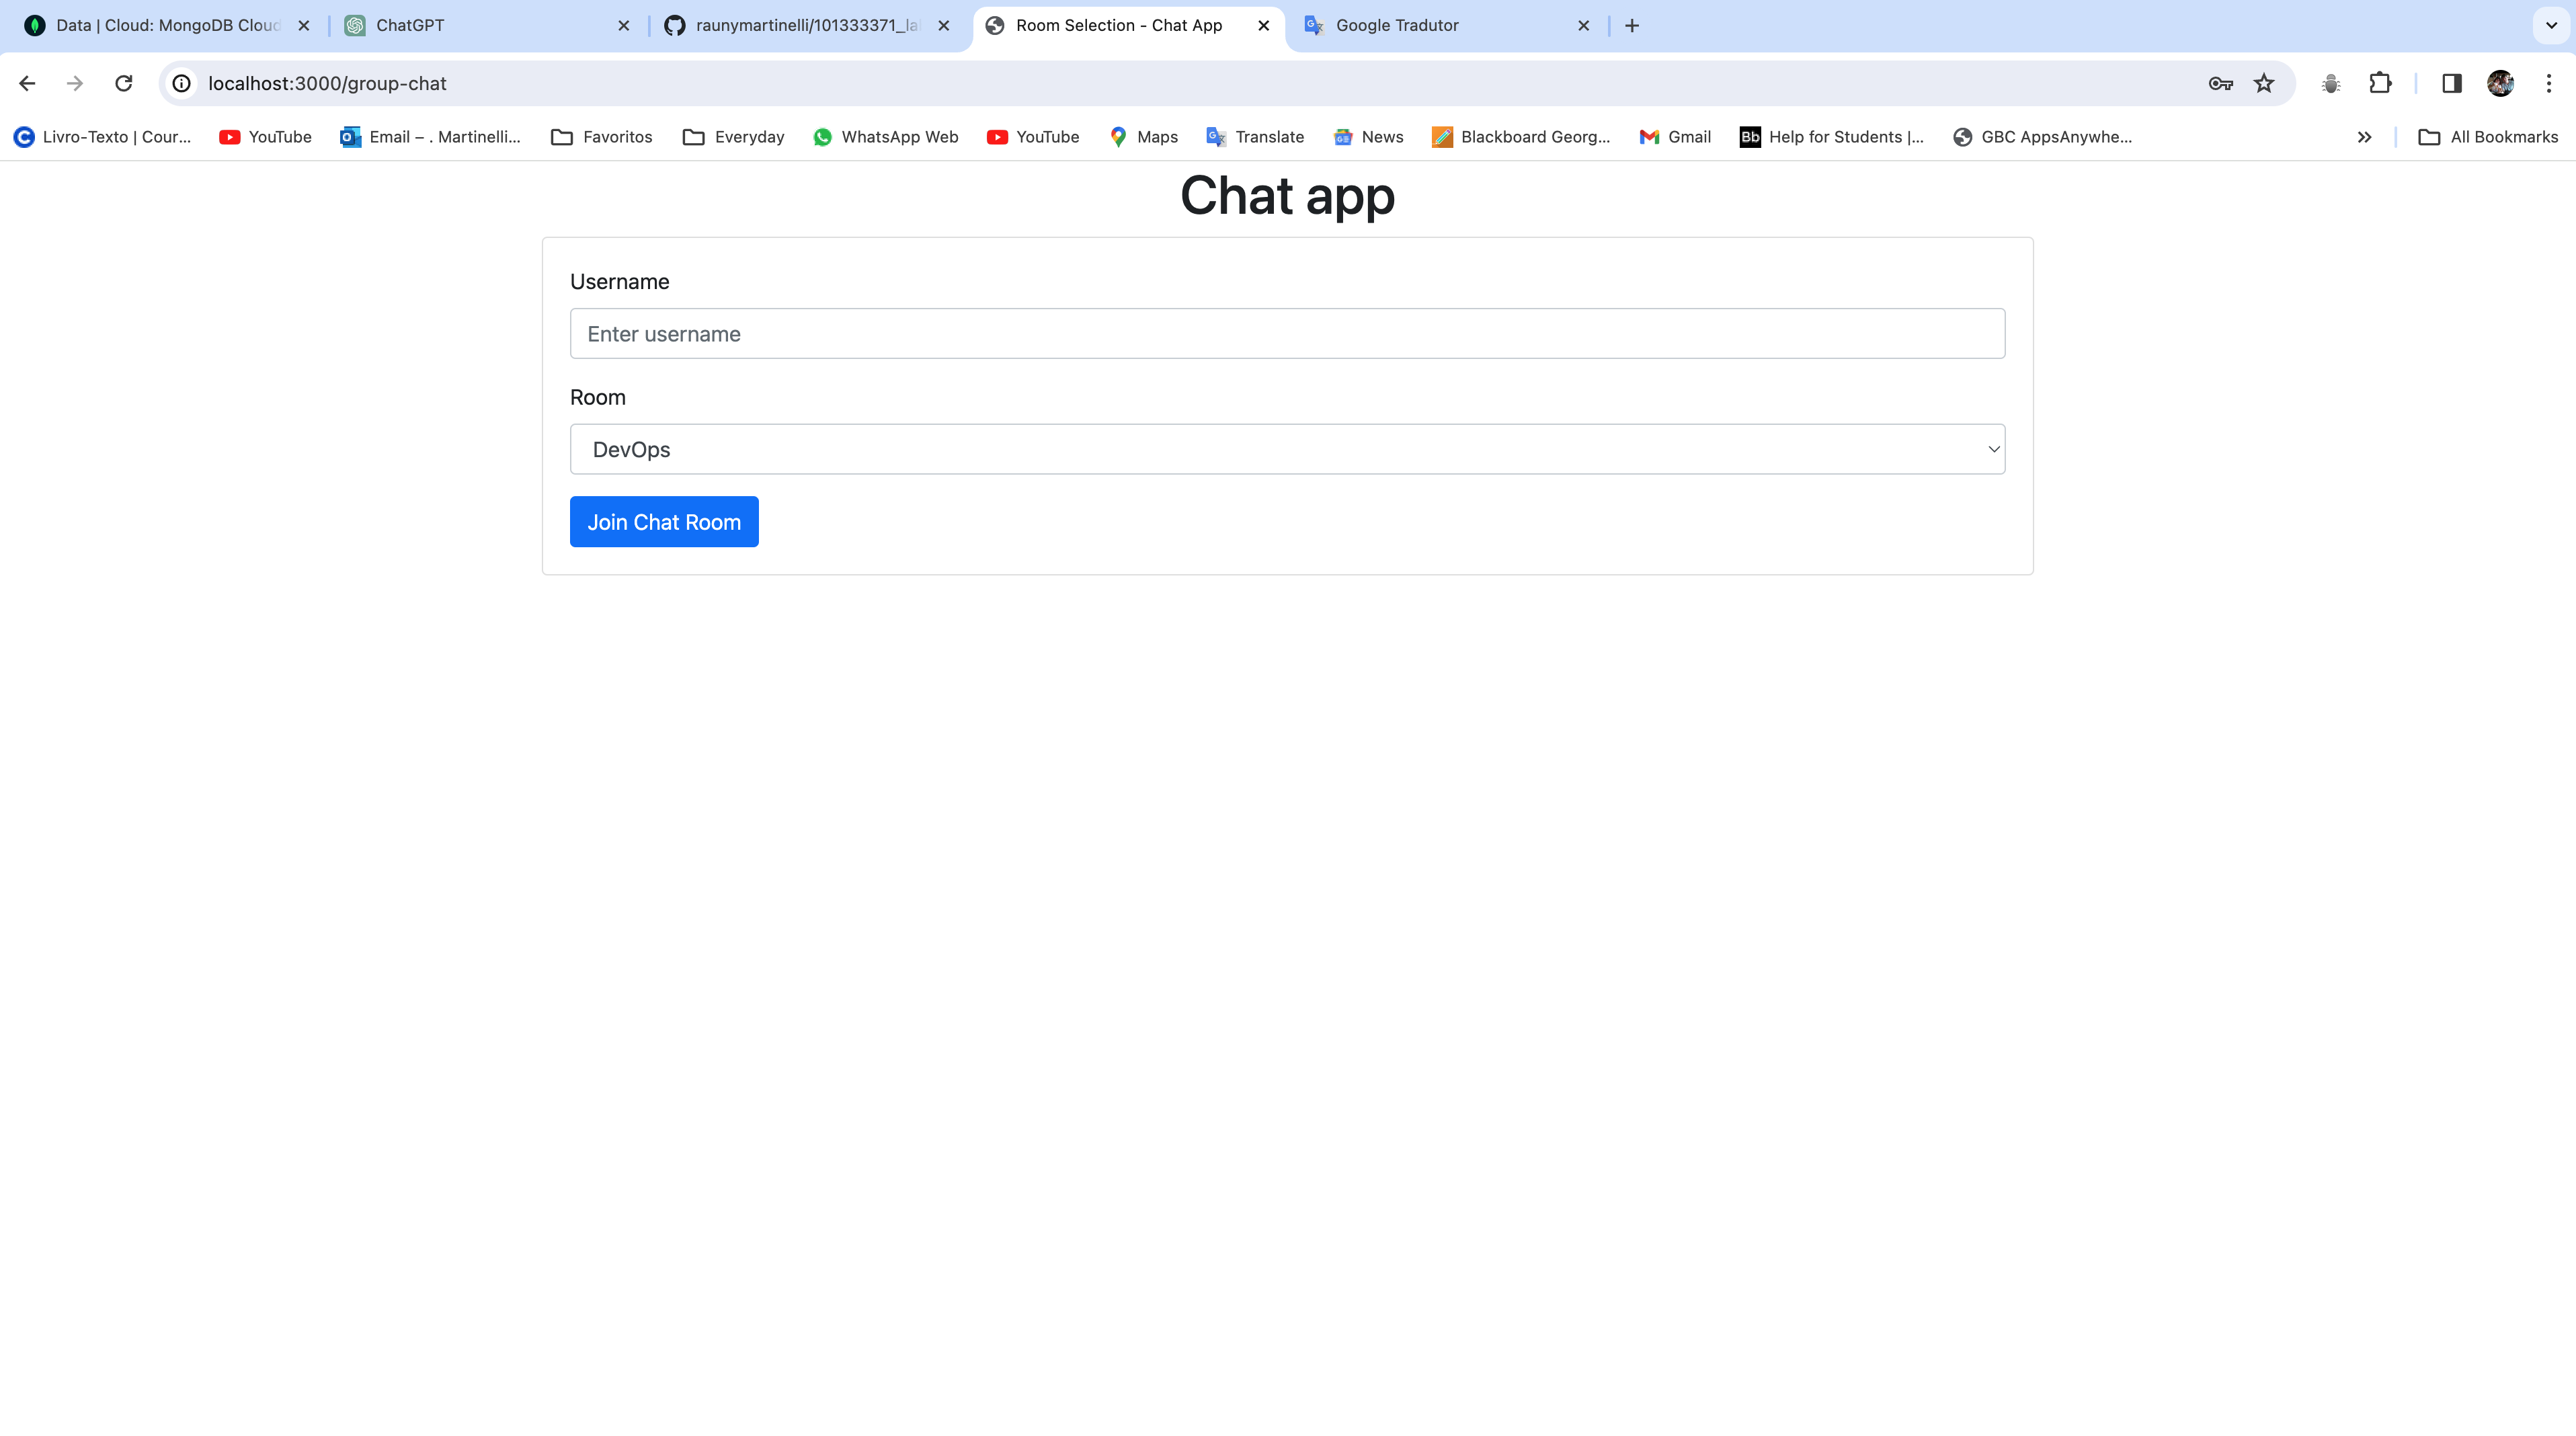 Data | Cloud: MongoDB Cloud
ChatGPT
raunymartinelli/101333371_la
Room Selection - Chat App
Google Tradutor
localhost:3000/group-chat
Livro-Texto | Cour...
YouTube
Email – . Martinelli...
Favoritos
Everyday
WhatsApp Web
YouTube
Maps
Translate
News
Blackboard Georg...
Gmail
Bb
Help for Students |...
GBC AppsAnywhe...
All Bookmarks
Chat app
Username
Enter username
Room
DevOps
Join Chat Room